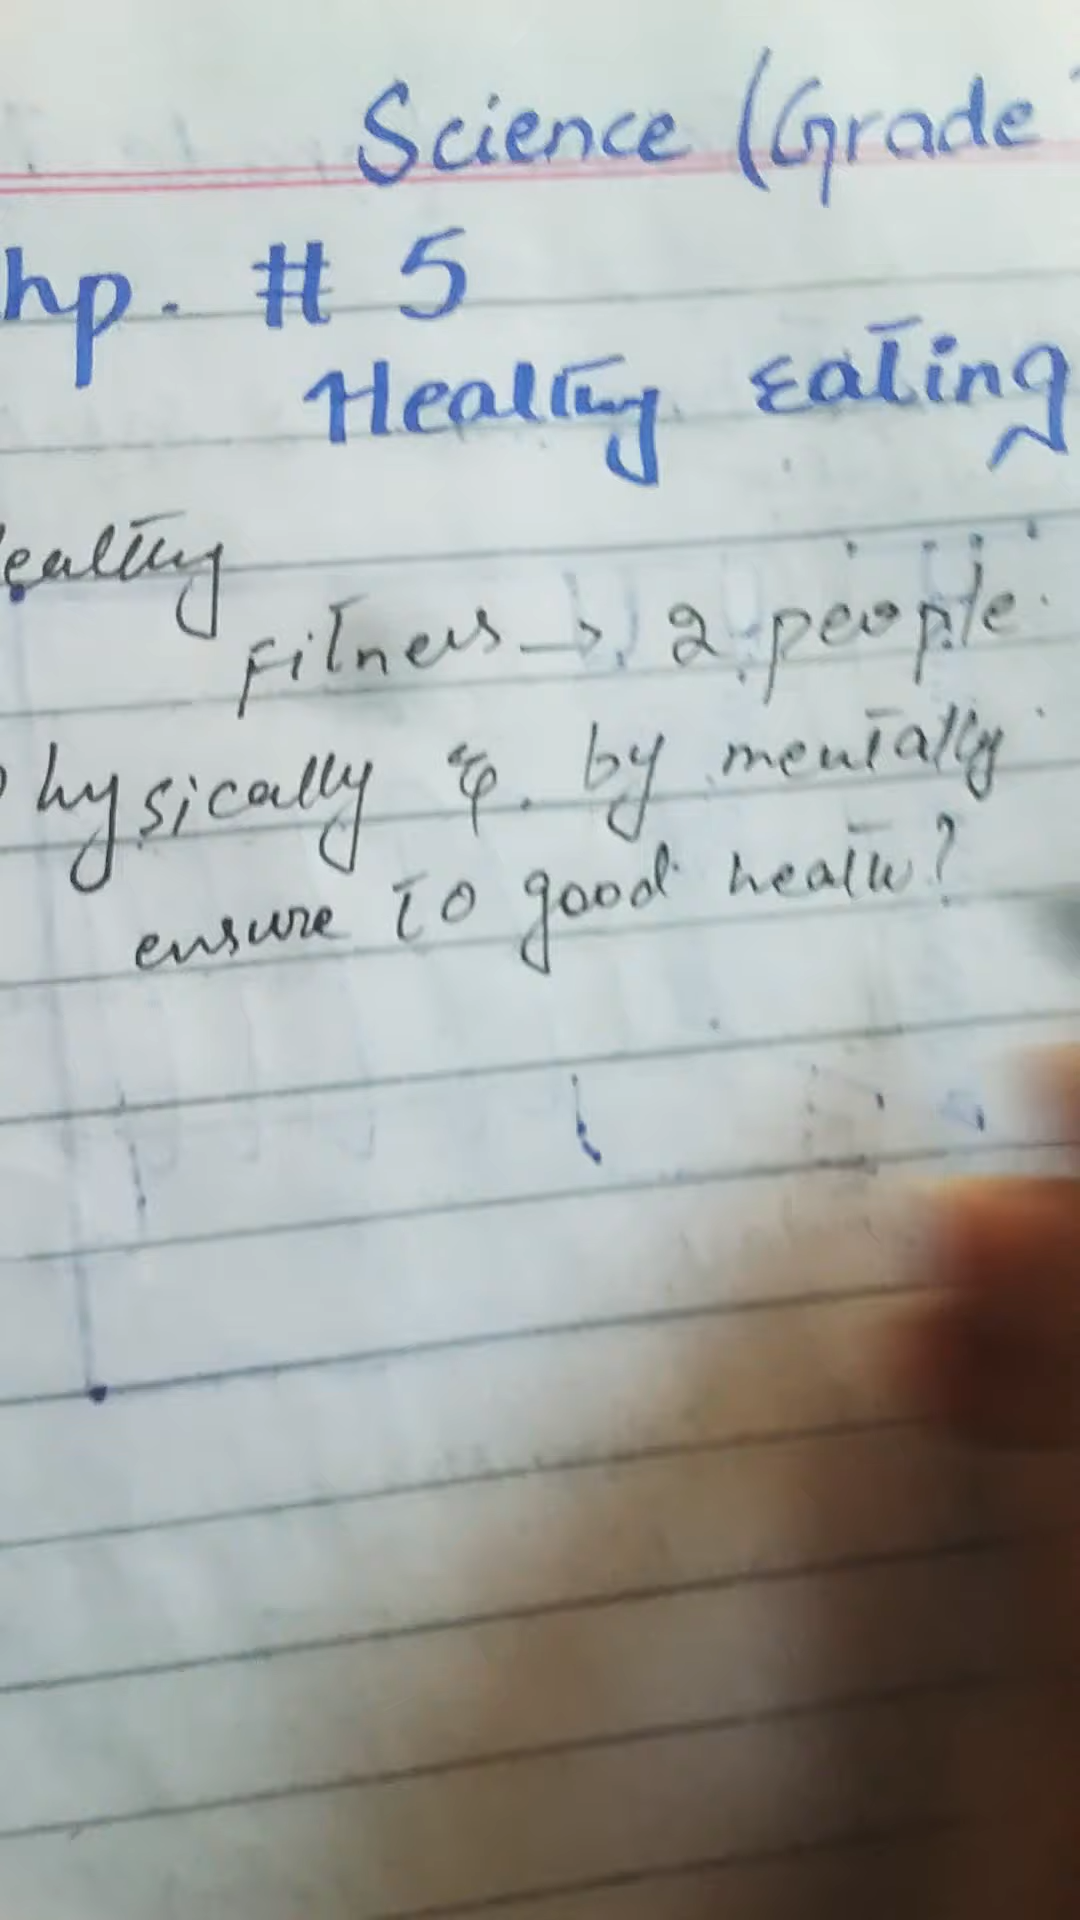 Science (Grade
hp. # 5
Healthy Eating
ealthy
Fitness → 2 people
hysically &. by mentally
ensure to good health?